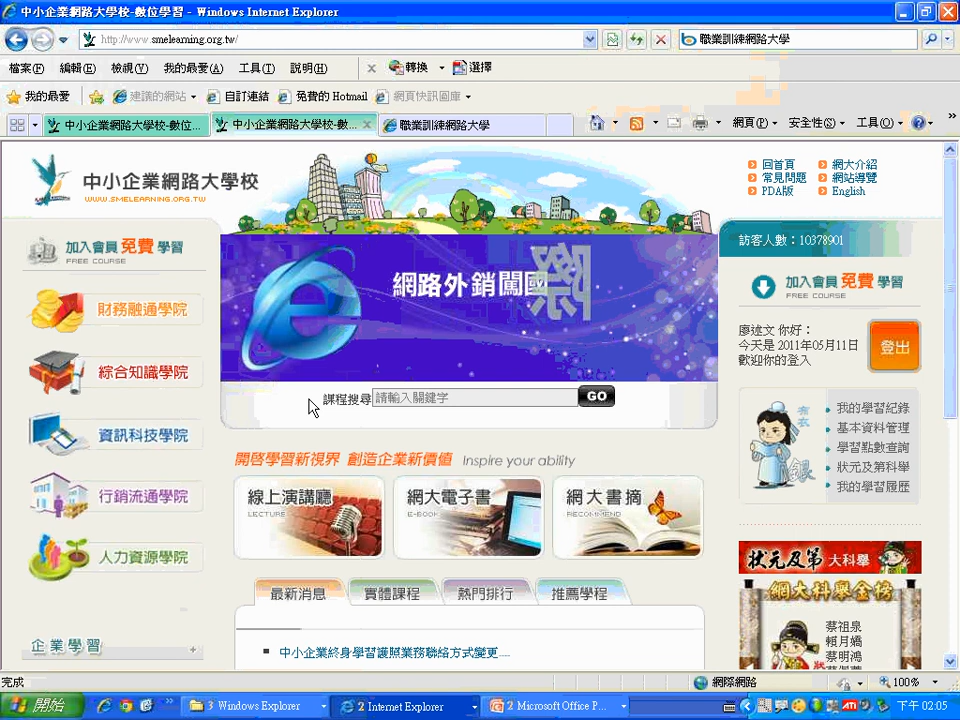 中小企業網路大學校-數位學習 - Windows Internet Explorer
http://www.smelearning.org.tw/
職業訓練網路大學
檔案(F) 編輯(E) 檢視(V) 我的最愛(A) 工具(T) 說明(H) × 轉換 選擇
我的最愛 建議的網站 自訂連結 免費的 Hotmail 網頁快訊圖庫
中小企業網路大學校-數位... 中小企業網路大學校-數... × 職業訓練網路大學 網頁(P) 安全性(S) 工具(O) »
中小企業網路大學校
WWW.SMELEARNING.ORG.TW
回首頁 網大介紹
常見問題 網站導覽
PDA版 English
加入會員 免費 學習
FREE COURSE
財務融通學院
綜合知識學院
資訊科技學院
行銷流通學院
人力資源學院
企業學習 +
網路外銷闖國
課程搜尋 請輸入關鍵字 GO
開啓學習新視界 創造企業新價值 Inspire your ability
線上演講廳
LECTURE
網大電子書
E-BOOK
網大書摘
RECOMMEND
最新消息 實體課程 熱門排行 推薦學程
中小企業終身學習護照業務聯絡方式變更....
訪客人數：10378901
加入會員 免費 學習
FREE COURSE
廖述文 你好：
今天是 2011年05月11日
歡迎你的登入
登出
布衣
銀
我的學習紀錄
基本資料管理
學習點數查詢
狀元及第科舉
我的學習履歷
狀元及第 大科舉
網大科舉金榜
蔡祖泉
賴月嬌
蔡明鴻
狀
完成 網際網路 100%
開始 » 3 Windows Explorer 2 Internet Explorer 2 Microsoft Office P... 下午 02:05